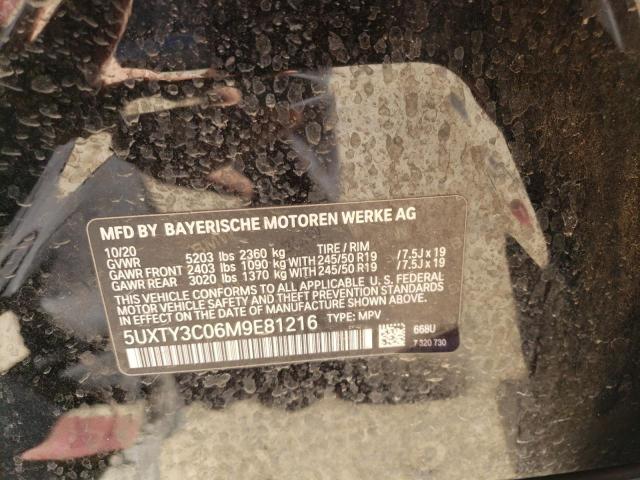 MFD BY BAYERISCHE MOTOREN WERKE AG
10/20
GVWR 5203 lbs 2360 kg TIRE / RIM
GAWR FRONT 2403 lbs 1090 kg WITH 245/50 R19 / 7.5J x 19
GAWR REAR 3020 lbs 1370 kg WITH 245/50 R19 / 7.5J x 19
THIS VEHICLE CONFORMS TO ALL APPLICABLE U. S. FEDERAL
MOTOR VEHICLE SAFETY, BUMPER, AND THEFT PREVENTION
STANDARDS IN EFFECT ON THE DATE OF MANUFACTURE SHOWN ABOVE.
5UXTY3C06M9E81216 TYPE: MPV
668U
7 320 730